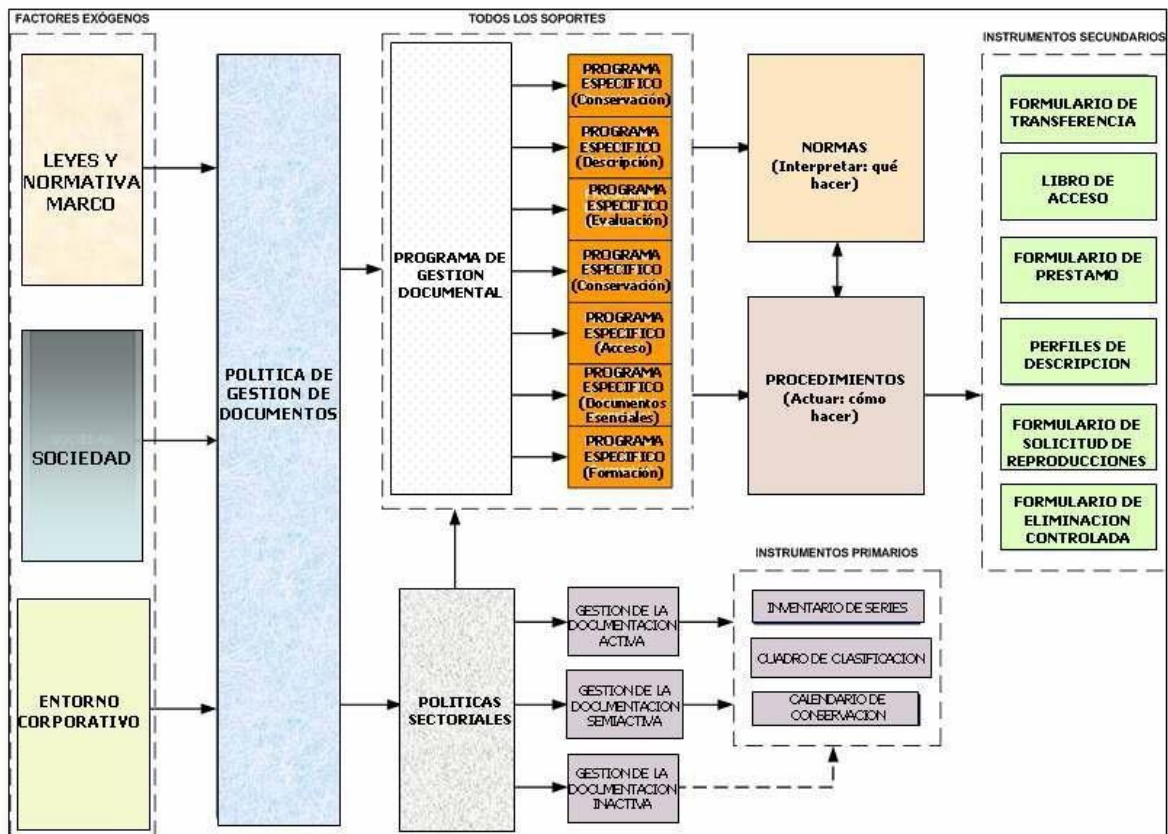 FACTORES EXÓGENOS
LEYES Y
NORMATIVA
MARCO
SOCIEDAD
ENTORNO
CORPORATIVO
POLITICA DE
GESTION DE
DOCUMENTOS
TODOS LOS SOPORTES
PROGRAMA DE
GESTION
DOCUMENTAL
PROGRAMA
ESPECIFICO
(Conservación)
PROGRAMA
ESPECIFICO
(Descripción)
PROGRAMA
ESPECIFICO
(Evaluación)
PROGRAMA
ESPECIFICO
(Conservación)
PROGRAMA
ESPECIFICO
(Acceso)
PROGRAMA
ESPECIFICO
(Documentos
Esenciales)
PROGRAMA
ESPECIFICO
(Formación)
NORMAS
(Interpretar: qué
hacer)
PROCEDIMIENTOS
(Actuar: cómo
hacer)
INSTRUMENTOS SECUNDARIOS
FORMULARIO DE
TRANSFERENCIA
LIBRO DE
ACCESO
FORMULARIO DE
PRESTAMO
PERFILES DE
DESCRIPCION
FORMULARIO DE
SOLICITUD DE
REPRODUCCIONES
FORMULARIO DE
ELIMINACION
CONTROLADA
POLITICAS
SECTORIALES
GESTION DE LA
DOCUMENTACION
ACTIVA
GESTION DE LA
DOCUMENTACION
SEMIACTIVA
GESTION DE LA
DOCUMENTACION
INACTIVA
INSTRUMENTOS PRIMARIOS
INVENTARIO DE SERIES
CUADRO DE CLASIFICACION
CALENDARIO DE
CONSERVACION